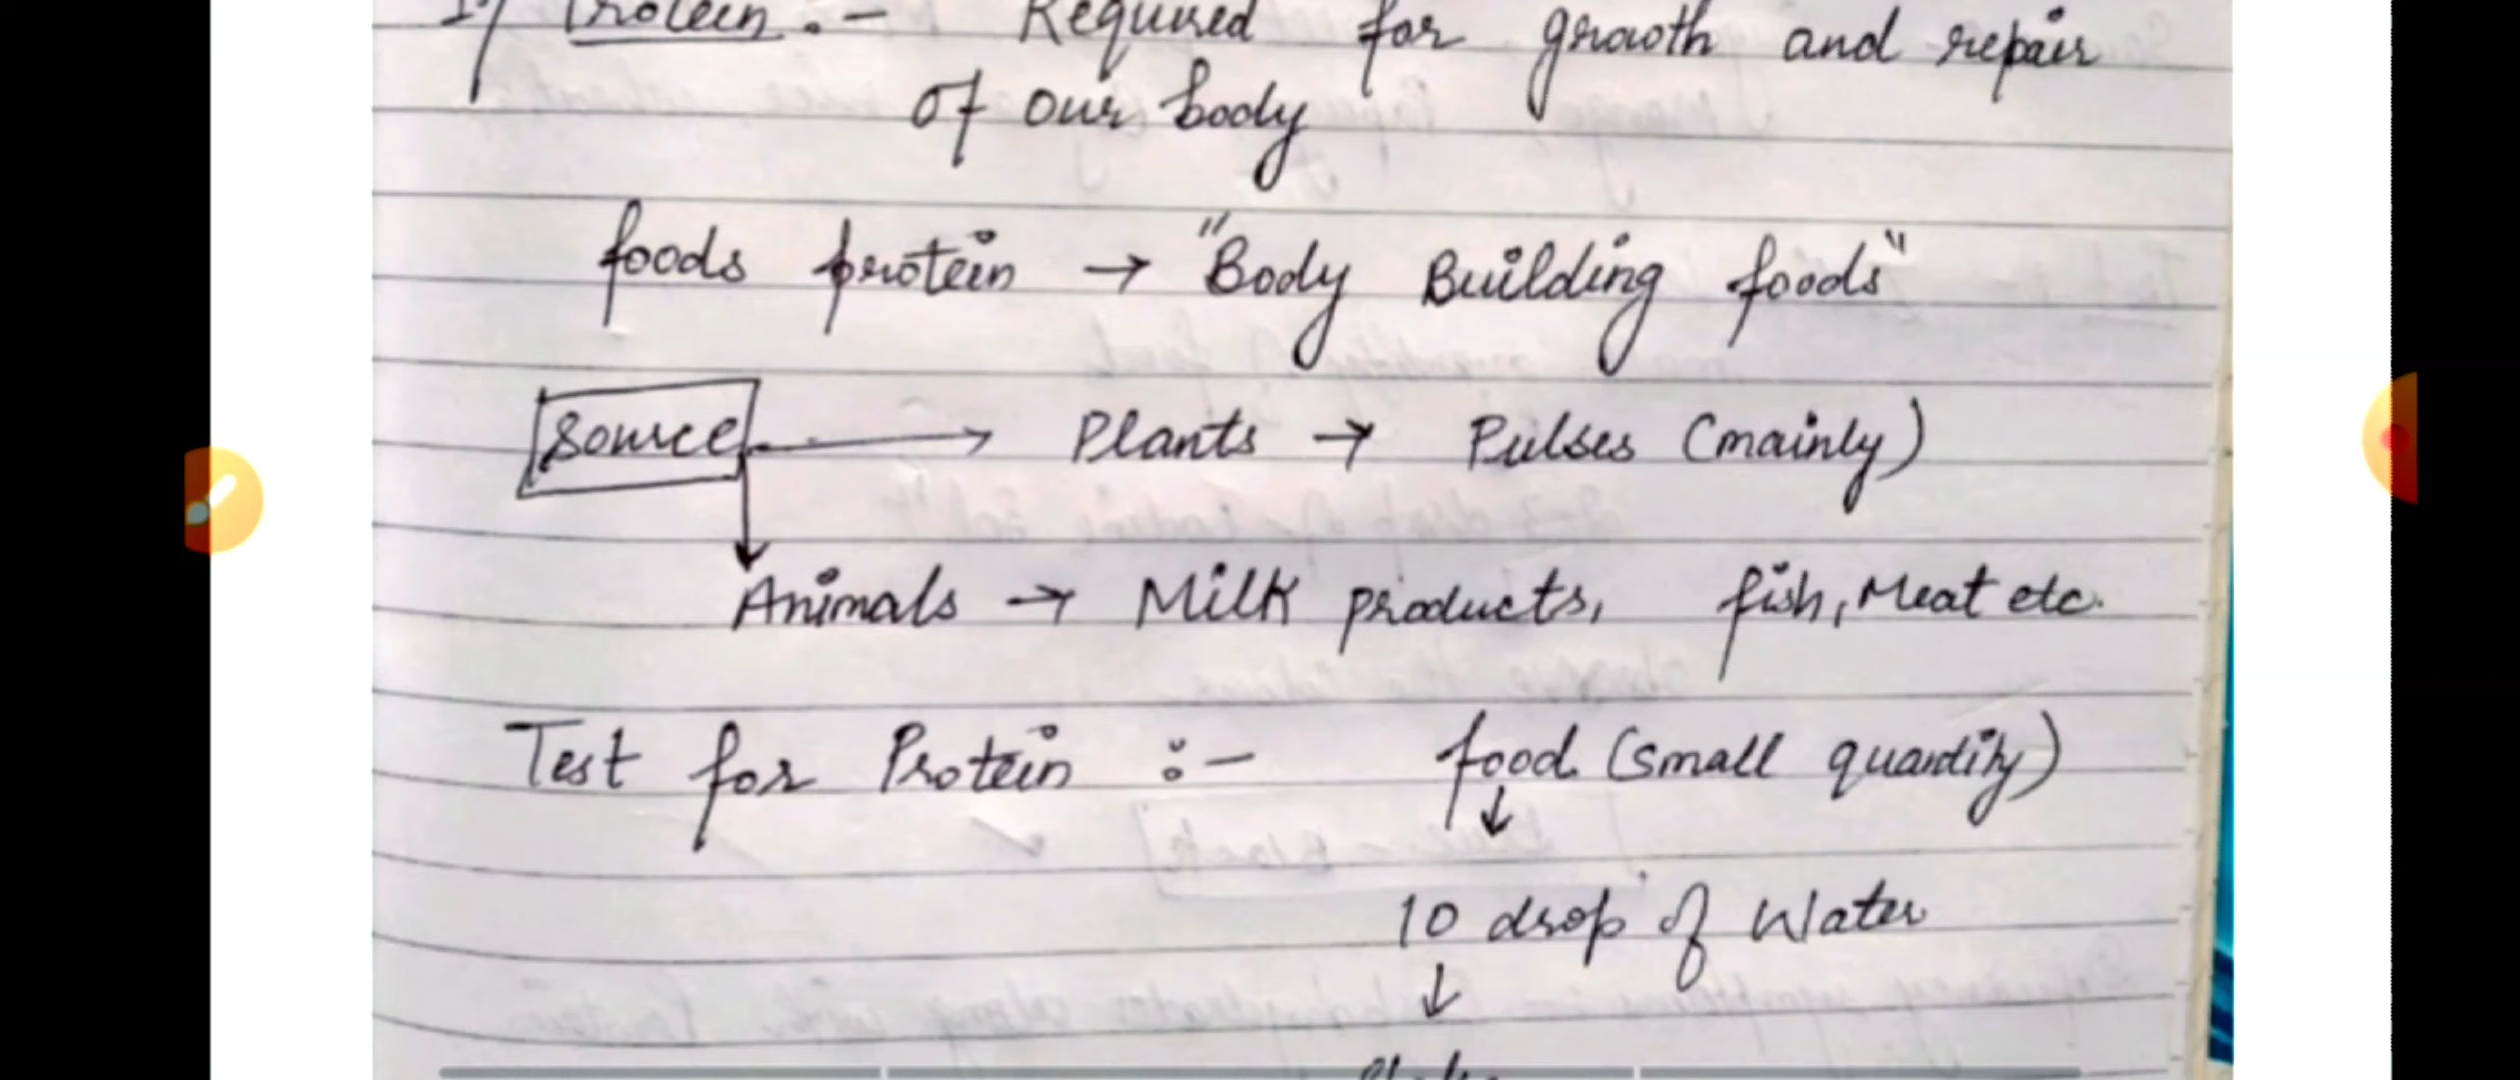 Protein :- Required for growth and repair
of our body
foods protein → "Body Building foods"
Source → Plants → Pulses (mainly)
Animals → Milk products, fish, Meat etc.
Test for Protein :- food (small quantity)
↓
10 drop of Water
↓